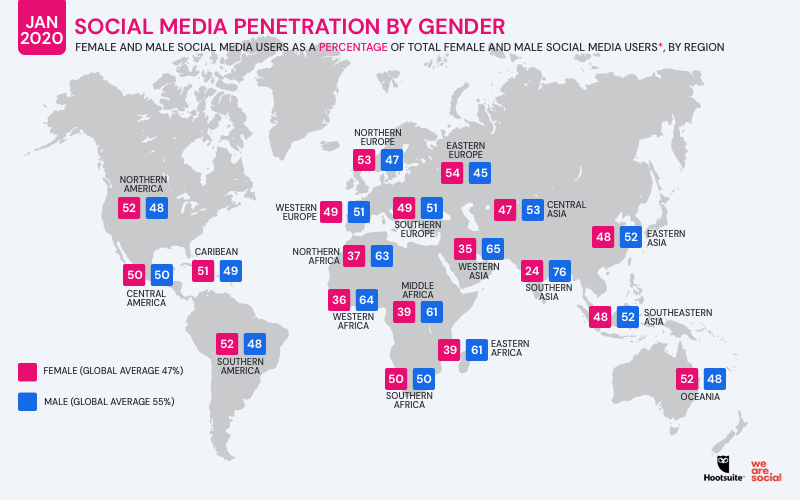 JAN
2020
SOCIAL MEDIA PENETRATION BY GENDER
FEMALE AND MALE SOCIAL MEDIA USERS AS A PERCENTAGE OF TOTAL FEMALE AND MALE SOCIAL MEDIA USERS*, BY REGION
NORTHERN
EUROPE
53 47
EASTERN
EUROPE
54 45
NORTHERN
AMERICA
52 48
WESTERN
EUROPE
49 51
49 51
SOUTHERN
EUROPE
47 53
CENTRAL
ASIA
48 52
EASTERN
ASIA
CARIBEAN
51 49
50 50
CENTRAL
AMERICA
NORTHERN
AFRICA
37 63
35 65
WESTERN
ASIA
24 76
SOUTHERN
ASIA
36 64
WESTERN
AFRICA
MIDDLE
AFRICA
39 61
48 52
SOUTHEASTERN
ASIA
52 48
SOUTHERN
AMERICA
39 61
EASTERN
AFRICA
50 50
SOUTHERN
AFRICA
52 48
OCEANIA
FEMALE (GLOBAL AVERAGE 47%)
MALE (GLOBAL AVERAGE 55%)
Hootsuite
we
are
social